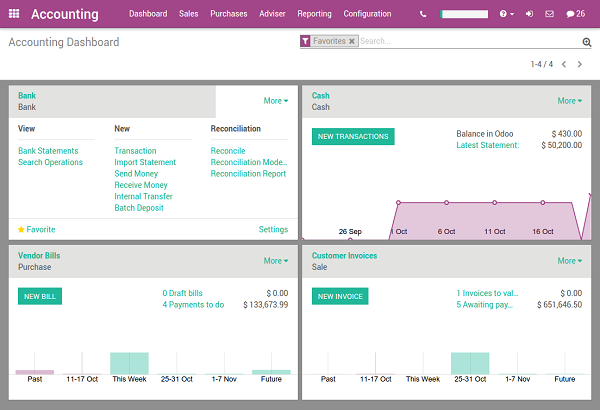 Accounting Dashboard Sales Purchases Adviser Reporting Configuration 26
Accounting Dashboard
Favorites Search...
1-4 / 4
Bank
Bank
More
View New Reconciliation
Bank Statements Transaction Reconcile
Search Operations Import Statement Reconciliation Mode..
Send Money Reconciliation Report
Receive Money
Internal Transfer
Batch Deposit
Favorite Settings
Cash
Cash
More
NEW TRANSACTIONS
Balance in Odoo $ 430.00
Latest Statement: $ 50,200.00
26 Sep 1 Oct 6 Oct 11 Oct 16 Oct
Vendor Bills
Purchase
More
NEW BILL
0 Draft bills $ 0.00
4 Payments to do $ 133,673.99
Past 11-17 Oct This Week 25-31 Oct 1-7 Nov Future
Customer Invoices
Sale
More
NEW INVOICE
1 Invoices to val... $ 0.00
5 Awaiting pay... $ 651,646.50
Past 11-17 Oct This Week 25-31 Oct 1-7 Nov Future